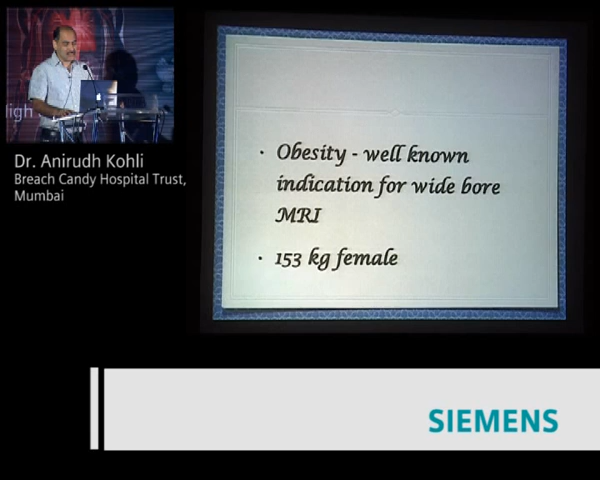 igh
Dr. Anirudh Kohli
Breach Candy Hospital Trust,
Mumbai
· Obesity - well known
indication for wide bore
MRI
· 153 kg female
SIEMENS